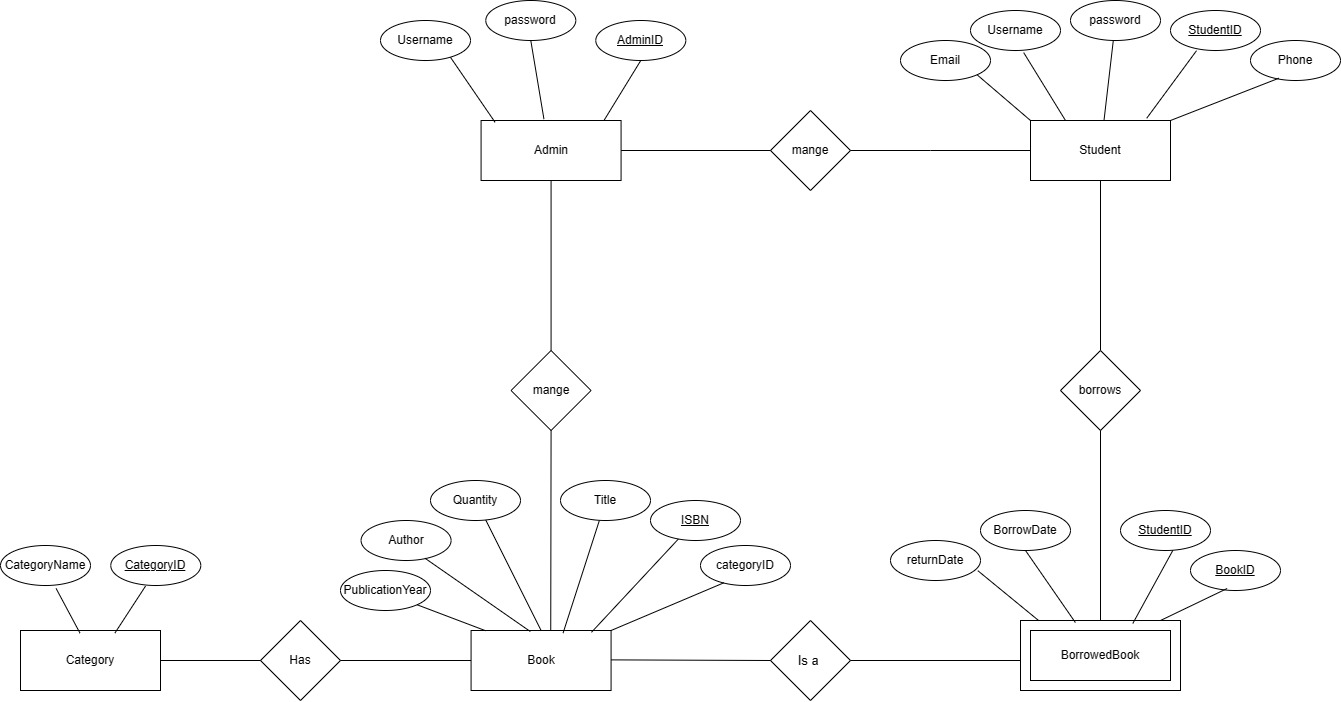 Username
password
AdminID
Email
Username
password
StudentID
Phone
Admin
mange
Student
mange
borrows
CategoryName
CategoryID
PublicationYear
Author
Quantity
Title
ISBN
categoryID
returnDate
BorrowDate
StudentID
BookID
Category
Has
Book
Is a
BorrowedBook